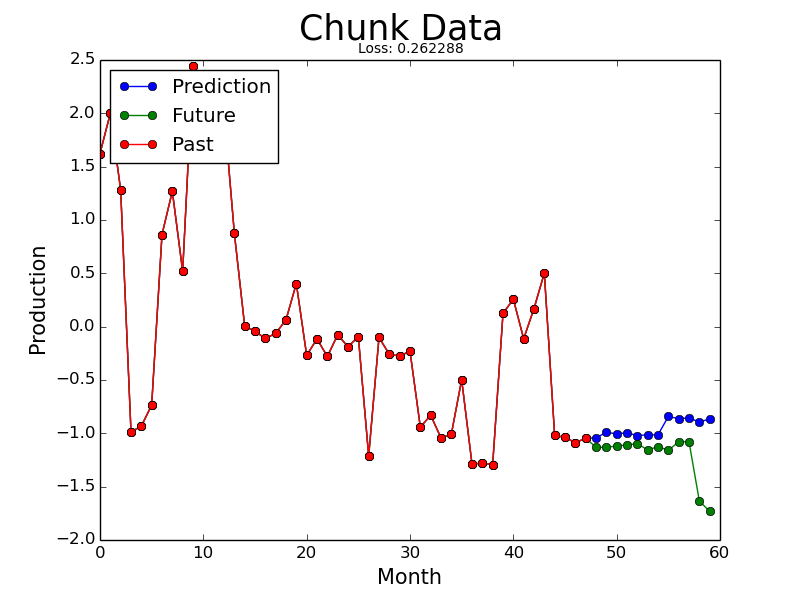 Chunk Data
Loss: 0.262288
Prediction
Future
Past
Production
2.5
2.0
1.5
1.0
0.5
0.0
−0.5
−1.0
−1.5
−2.0
0 10 20 30 40 50 60
Month